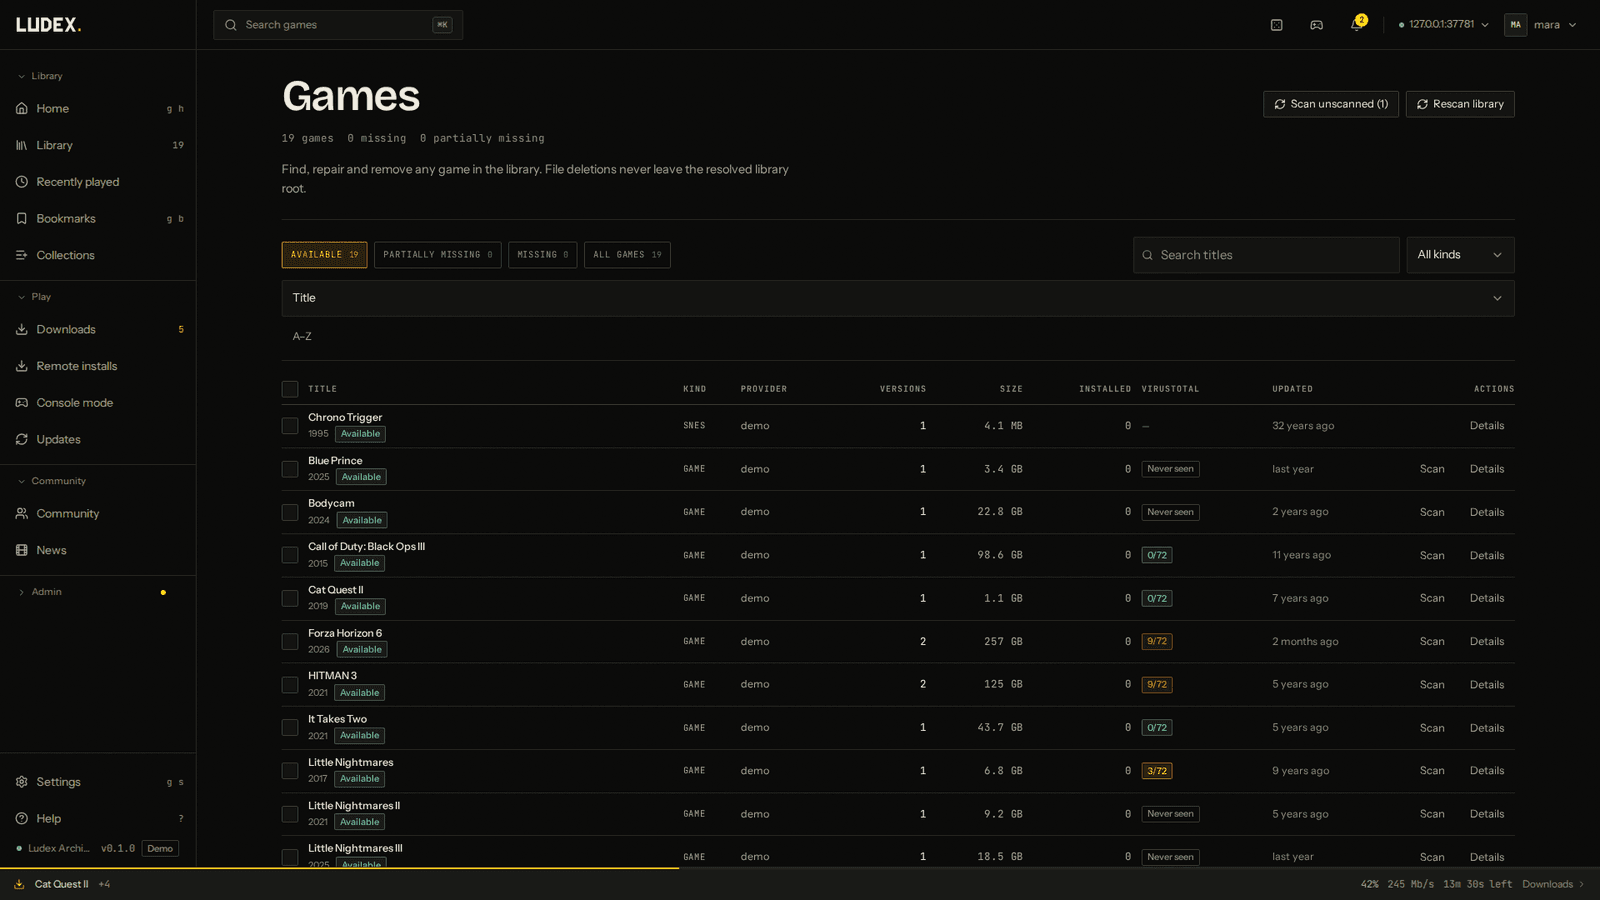 LUDEX.
Search games ⌘K
2
127.0.0.1:37781
MA mara
Library
Home g h
Library 19
Recently played
Bookmarks g b
Collections
Play
Downloads 5
Remote installs
Console mode
Updates
Community
Community
News
Admin
Settings g s
Help ?
Ludex Archi... v0.1.0 Demo
Games
19 games 0 missing 0 partially missing
Find, repair and remove any game in the library. File deletions never leave the resolved library
root.
Scan unscanned (1) Rescan library
AVAILABLE 19 PARTIALLY MISSING 0 MISSING 0 ALL GAMES 19
Search titles All kinds
Title
A–Z
TITLE KIND PROVIDER VERSIONS SIZE INSTALLED VIRUSTOTAL UPDATED ACTIONS
Chrono Trigger
1995 Available SNES demo 1 4.1 MB 0 — 32 years ago Details
Blue Prince
2025 Available GAME demo 1 3.4 GB 0 Never seen last year Scan Details
Bodycam
2024 Available GAME demo 1 22.8 GB 0 Never seen 2 years ago Scan Details
Call of Duty: Black Ops III
2015 Available GAME demo 1 98.6 GB 0 0/72 11 years ago Scan Details
Cat Quest II
2019 Available GAME demo 1 1.1 GB 0 0/72 7 years ago Scan Details
Forza Horizon 6
2026 Available GAME demo 2 257 GB 0 9/72 2 months ago Scan Details
HITMAN 3
2021 Available GAME demo 2 125 GB 0 9/72 5 years ago Scan Details
It Takes Two
2021 Available GAME demo 1 43.7 GB 0 0/72 5 years ago Scan Details
Little Nightmares
2017 Available GAME demo 1 6.8 GB 0 3/72 9 years ago Scan Details
Little Nightmares II
2021 Available GAME demo 1 9.2 GB 0 Never seen 5 years ago Scan Details
Little Nightmares III
2025 Available GAME demo 1 18.5 GB 0 Never seen last year Scan Details
Cat Quest II +4
42% 245 Mb/s 13m 30s left Downloads